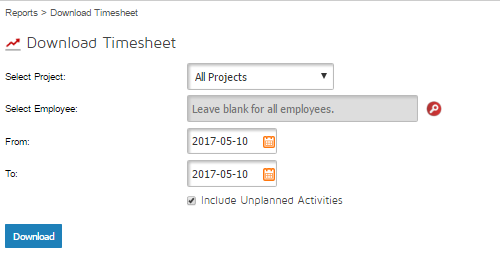 Reports > Download Timesheet
Download Timesheet
Select Project: All Projects
Select Employee: Leave blank for all employees.
From: 2017-05-10
To: 2017-05-10
Include Unplanned Activities
Download